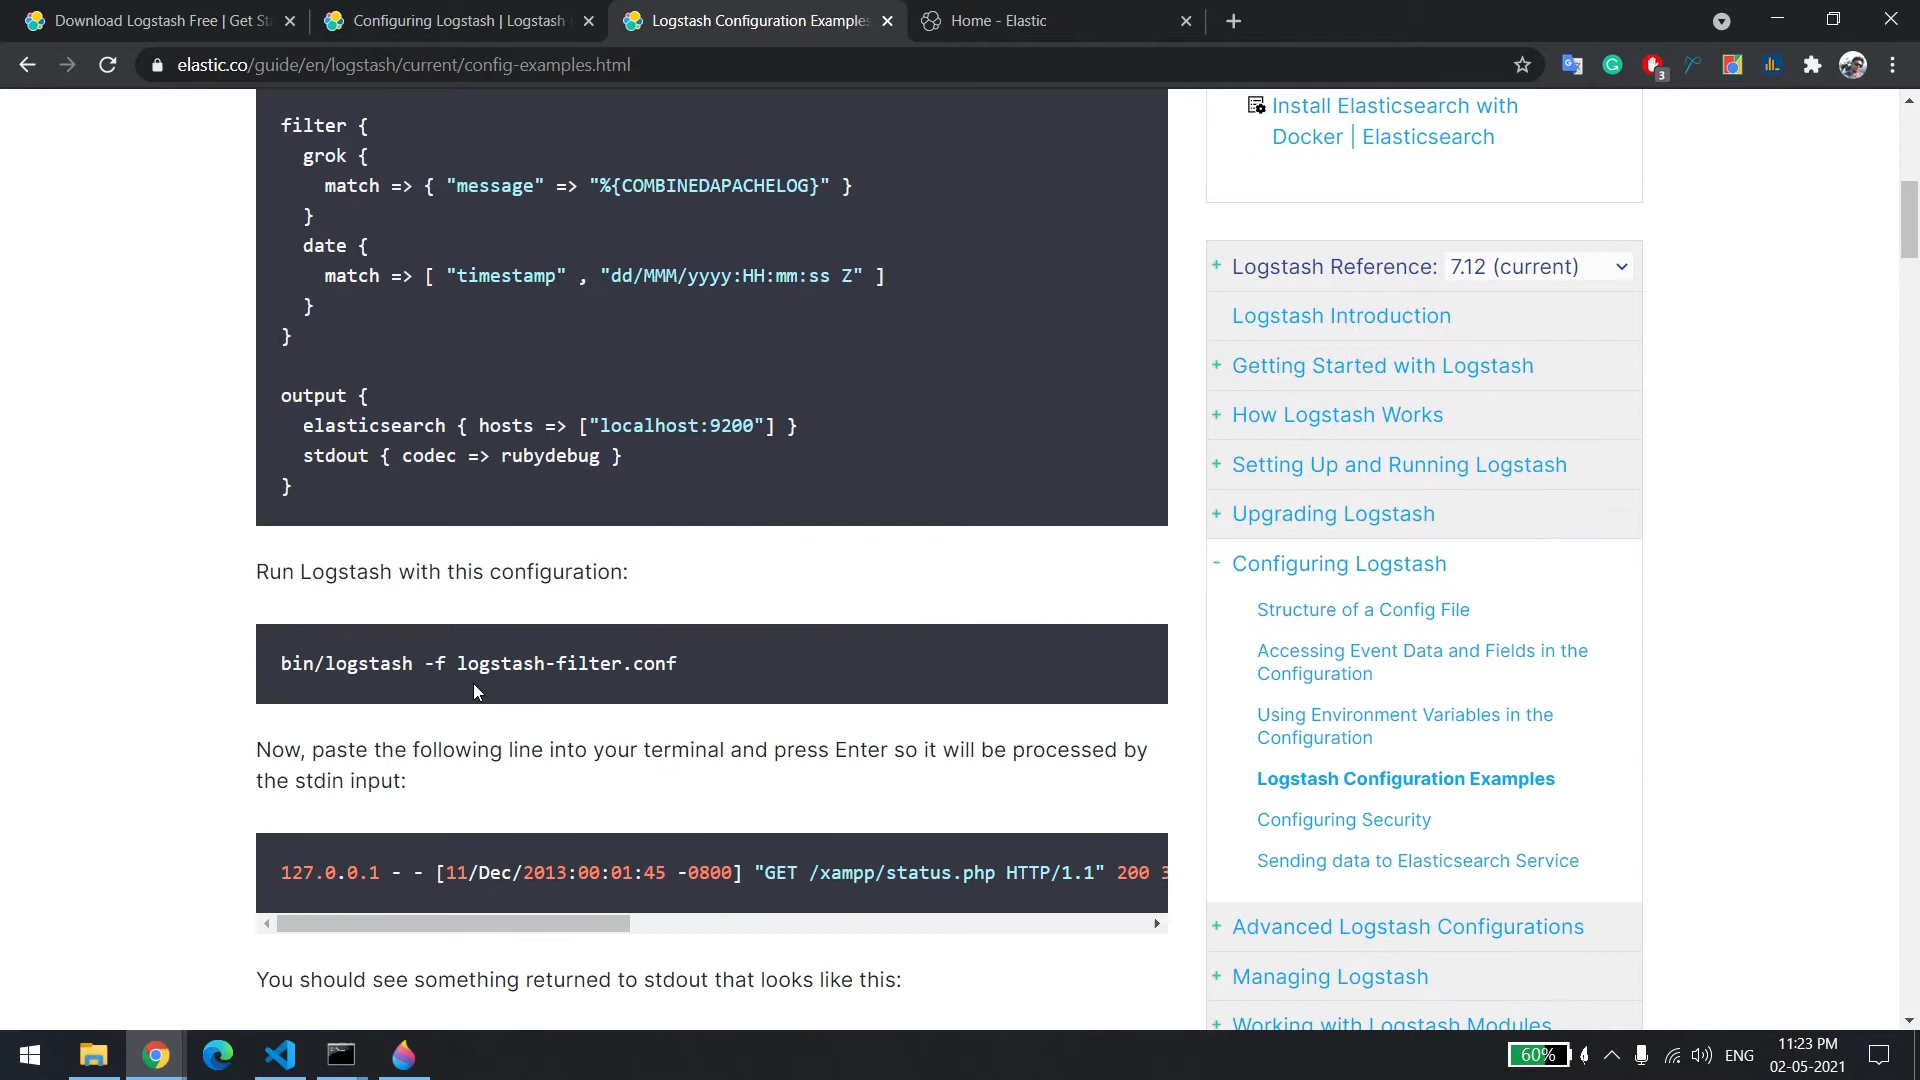 Download Logstash Free | Get Sta
Configuring Logstash | Logstash
Logstash Configuration Examples
Home - Elastic
elastic.co/guide/en/logstash/current/config-examples.html
3
filter {
grok {
match => { "message" => "%{COMBINEDAPACHELOG}" }
}
date {
match => [ "timestamp" , "dd/MMM/yyyy:HH:mm:ss Z" ]
}
}
output {
elasticsearch { hosts => ["localhost:9200"] }
stdout { codec => rubydebug }
}
Run Logstash with this configuration:
bin/logstash -f logstash-filter.conf
Now, paste the following line into your terminal and press Enter so it will be processed by
the stdin input:
127.0.0.1 - - [11/Dec/2013:00:01:45 -0800] "GET /xampp/status.php HTTP/1.1" 200 3
You should see something returned to stdout that looks like this:
Install Elasticsearch with
Docker | Elasticsearch
+ Logstash Reference: 7.12 (current)
Logstash Introduction
+ Getting Started with Logstash
+ How Logstash Works
+ Setting Up and Running Logstash
+ Upgrading Logstash
- Configuring Logstash
Structure of a Config File
Accessing Event Data and Fields in the
Configuration
Using Environment Variables in the
Configuration
Logstash Configuration Examples
Configuring Security
Sending data to Elasticsearch Service
+ Advanced Logstash Configurations
+ Managing Logstash
+ Working with Logstash Modules
60%
ENG
11:23 PM
02-05-2021